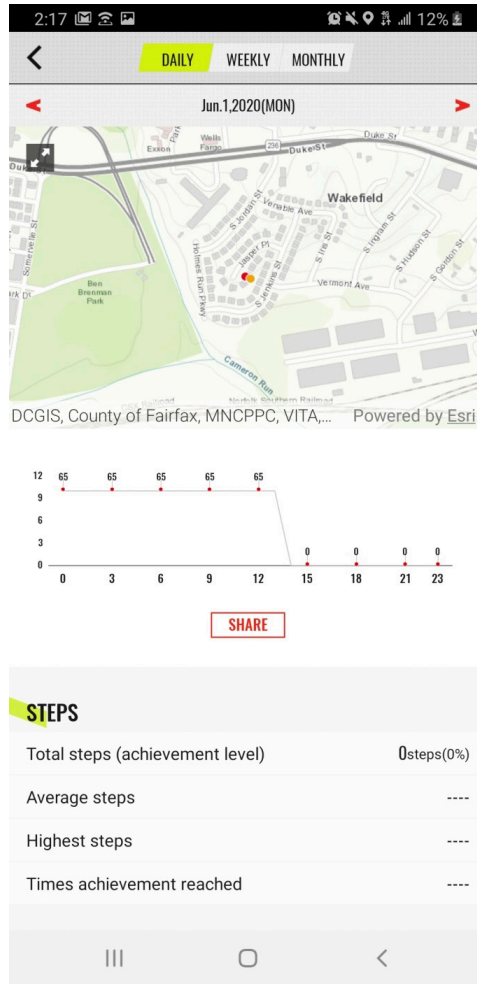 2:17 12%
DAILY WEEKLY MONTHLY
Jun.1,2020(MON)
Wells
Fargo
Exxon
Park
236
Duke St
Duke St
Wakefield
S Jordan St
Venable Ave
Jasper Pl
Holmes Run Pkwy
S Jenkins St
S Iris St
S Ingram St
S Hudson St
S Gordon St
Vermont Ave
Somervelle St
Ben
Brenman
Park
Cameron Run
Norfolk Southern Railroad
DCGIS, County of Fairfax, MNCPPC, VITA,... Powered by Esri
12 65 65 65 65 65
9
6
3 0 0 0 0
0
0 3 6 9 12 15 18 21 23
SHARE
STEPS
Total steps (achievement level) 0steps(0%)
Average steps ----
Highest steps ----
Times achievement reached ----